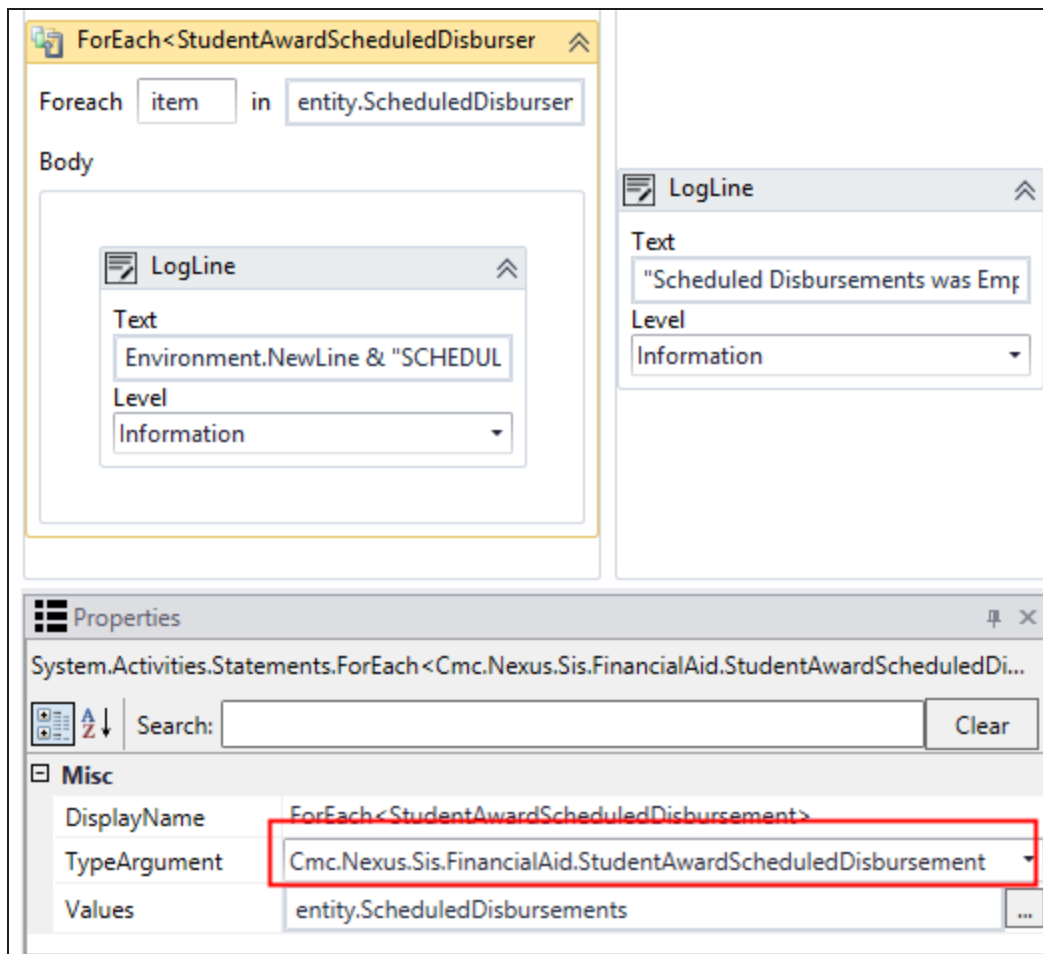 ForEach<StudentAwardScheduledDisburser
Foreach item in entity.ScheduledDisburser
Body
LogLine
Text
Environment.NewLine & "SCHEDUL
Level
Information
LogLine
Text
"Scheduled Disbursements was Emp
Level
Information
Properties
System.Activities.Statements.ForEach<Cmc.Nexus.Sis.FinancialAid.StudentAwardScheduledDi...
A Z Search: Clear
Misc
DisplayName ForEach<StudentAwardScheduledDisbursement>
TypeArgument Cmc.Nexus.Sis.FinancialAid.StudentAwardScheduledDisbursement
Values entity.ScheduledDisbursements ...